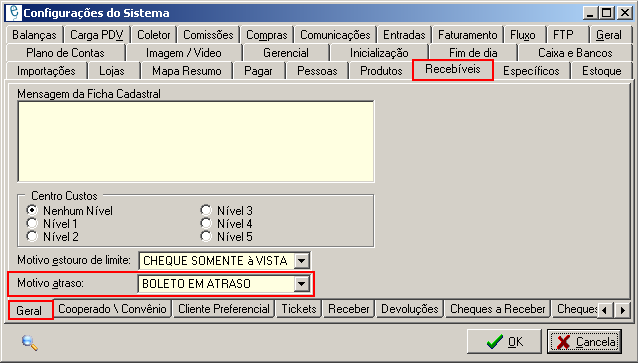 Configurações do Sistema
Balanças Carga PDV Coletor Comissões Compras Comunicações Entradas Faturamento Fluxo FTP Geral
Plano de Contas Imagem / Video Gerencial Inicialização Fim de dia Caixa e Bancos
Importações Lojas Mapa Resumo Pagar Pessoas Produtos Recebíveis Específicos Estoque
Mensagem da Ficha Cadastral
Centro Custos
Nenhum Nível Nível 3
Nível 1 Nível 4
Nível 2 Nível 5
Motivo estouro de limite: CHEQUE SOMENTE à VISTA
Motivo atraso: BOLETO EM ATRASO
Geral Cooperado \ Convênio Cliente Preferencial Tickets Receber Devoluções Cheques a Receber Cheques
OK Cancela